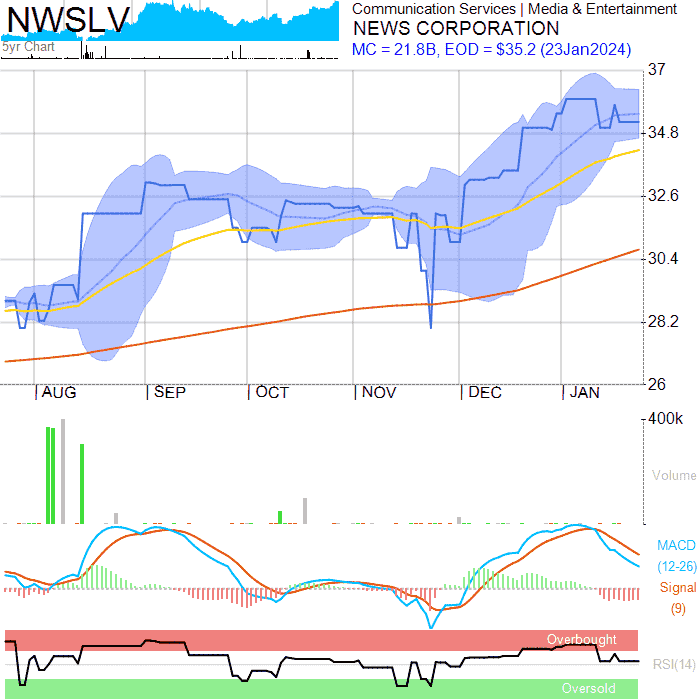 NWSLV
5yr Chart
Communication Services | Media & Entertainment
NEWS CORPORATION
MC = 21.8B, EOD = $35.2 (23Jan2024)
37
34.8
32.6
30.4
28.2
26
AUG SEP OCT NOV DEC JAN
400k
Volume
MACD
(12-26)
Signal
(9)
Overbought
RSI(14)
Oversold